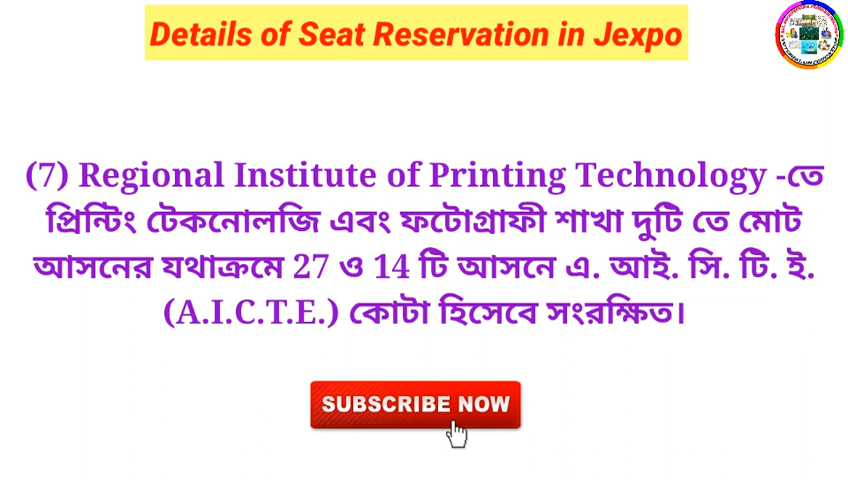 Details of Seat Reservation in Jexpo
(7) Regional Institute of Printing Technology -তে
প্রিন্টিং টেকনোলজি এবং ফটোগ্রাফী শাখা দুটি তে মোট
আসনের যথাক্রমে 27 ও 14 টি আসনে এ. আই. সি. টি. ই.
(A.I.C.T.E.) কোটা হিসেবে সংরক্ষিত।
SUBSCRIBE NOW